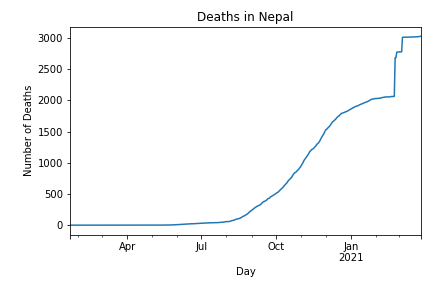 Deaths in Nepal
Number of Deaths
3000
2500
2000
1500
1000
500
0
Apr
Jul
Oct
Jan
2021
Day